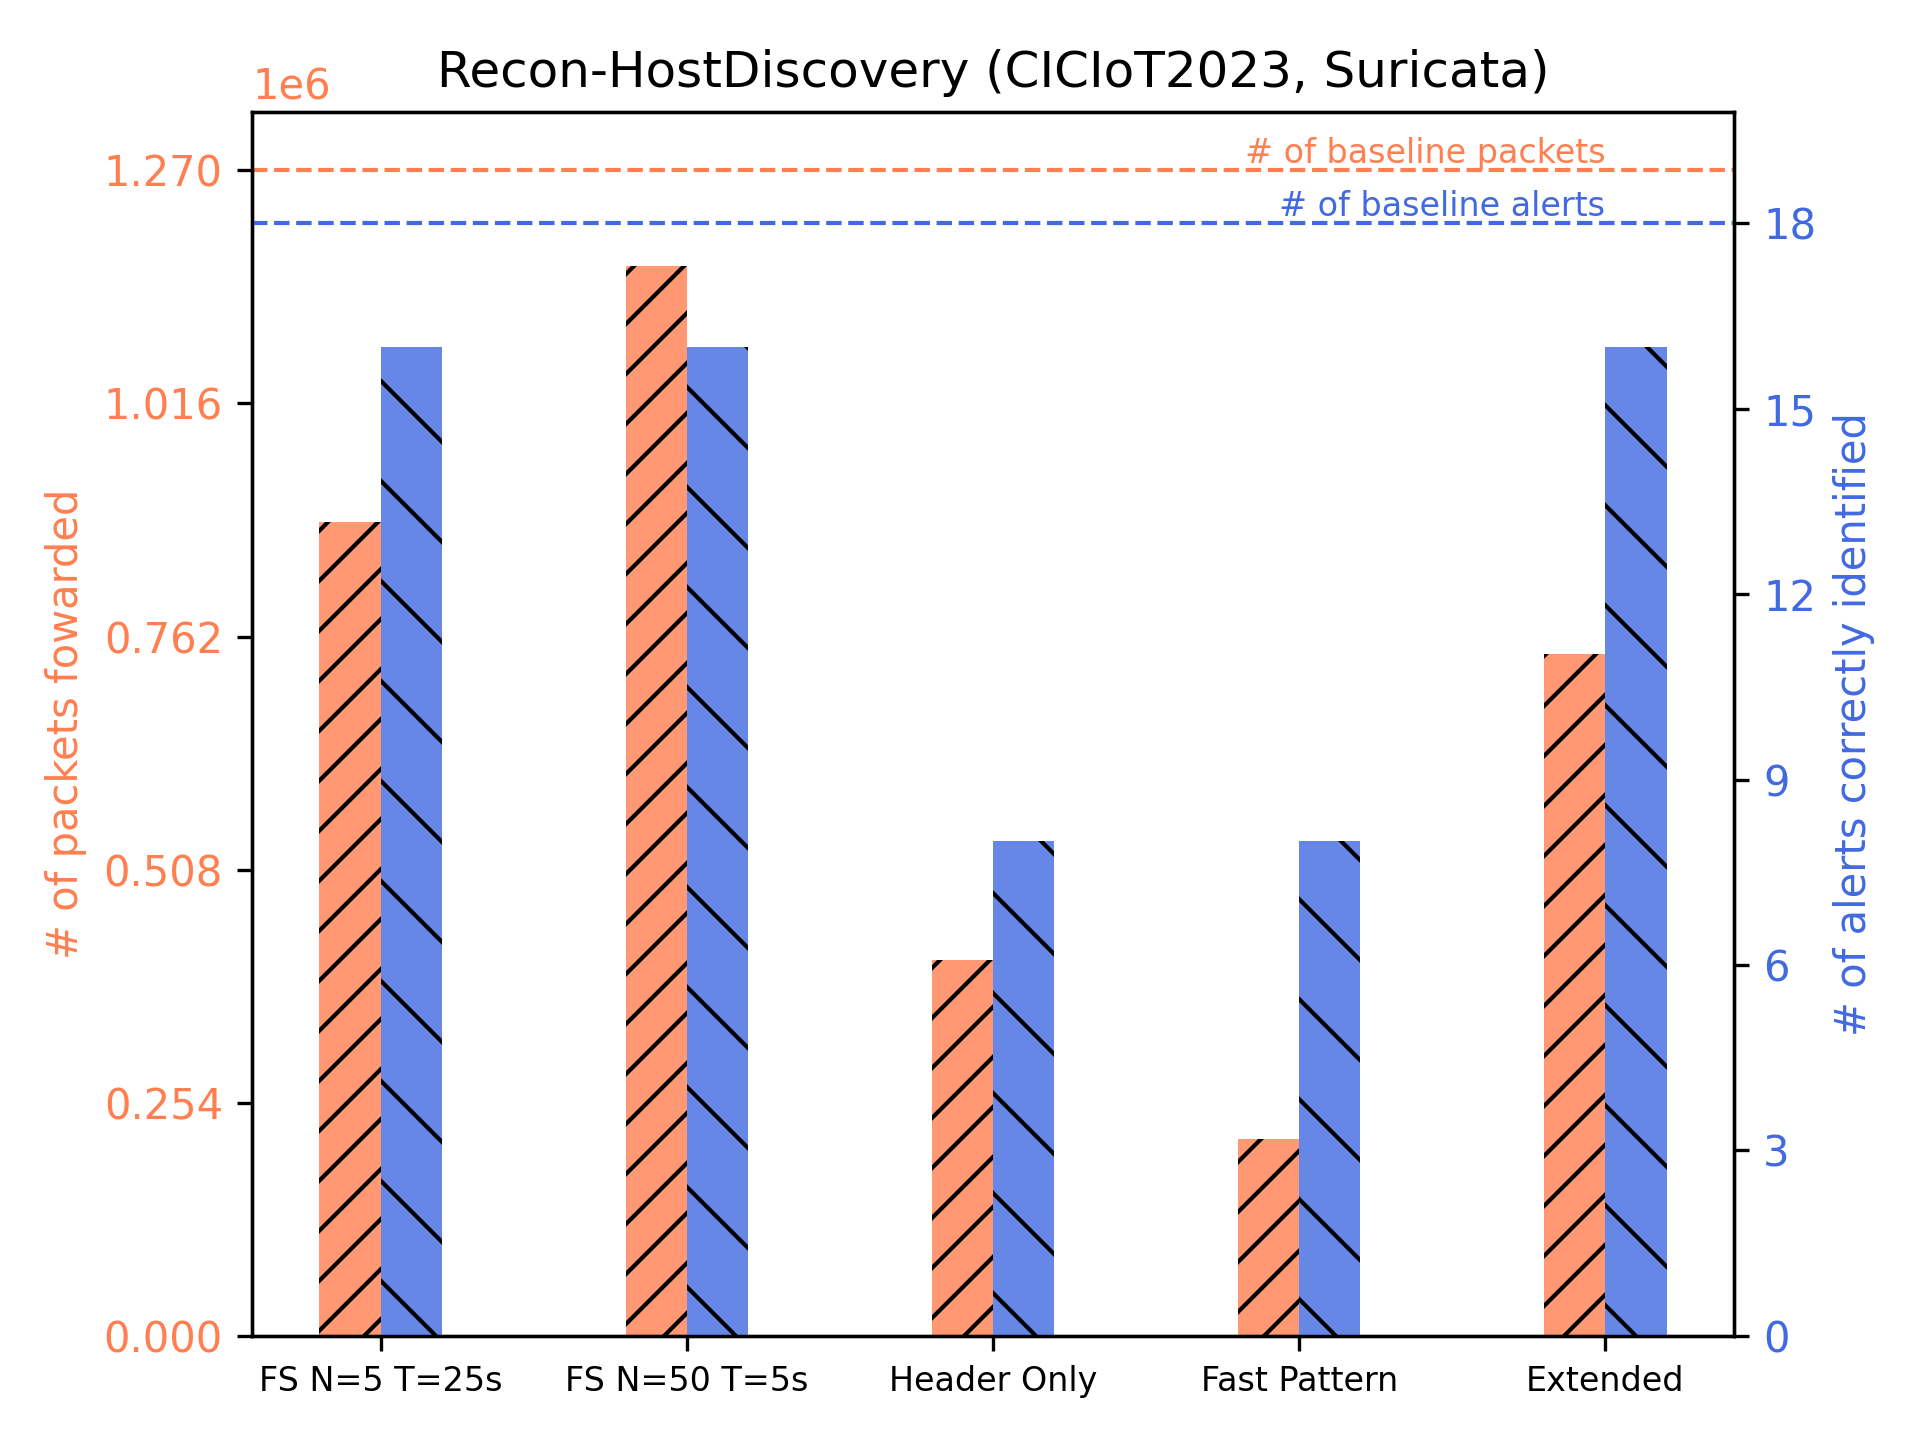 Recon-HostDiscovery (CICIoT2023, Suricata)
1e6
# of baseline packets
# of baseline alerts
1.270
1.016
0.762
0.508
0.254
0.000
# of packets fowarded
18
15
12
9
6
3
0
# of alerts correctly identified
FS N=5 T=25s
FS N=50 T=5s
Header Only
Fast Pattern
Extended